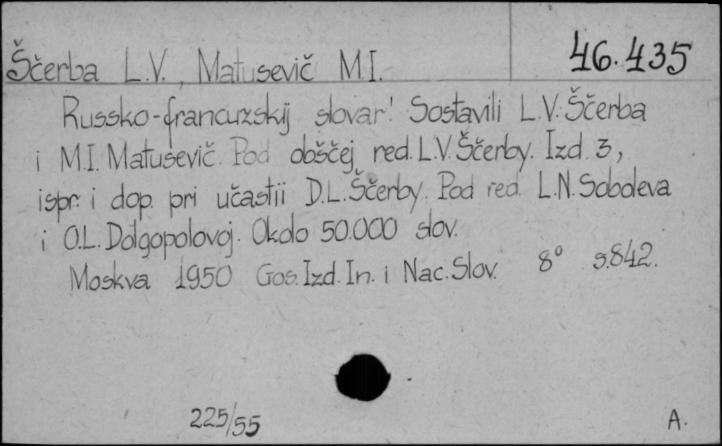 46.435
Ščerba L.V., Matusevič M.I.
Russko-francuzskij slovar'. Sostavili L.V. Ščerba
i M.I. Matusevič. Pod obščej red. L.V. Ščerby. Izd. 3,
ispr. i dop. pri učastii D.L. Ščerby. Pod red. L.N. Soboleva
i O.L. Dolgopolovoj. Okolo 50.000 slov.
Moskva 1950 Gos. Izd. In. i Nac. Slov. 8° s.842.
225/55 A.